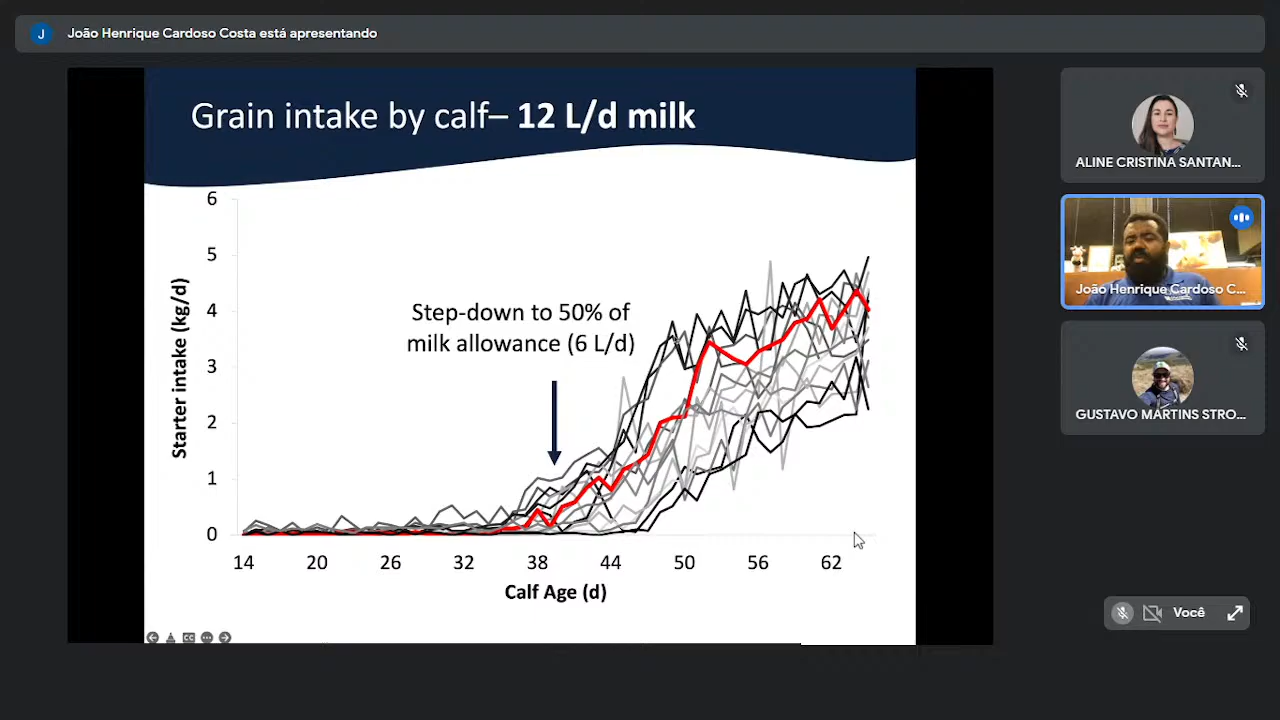 J
João Henrique Cardoso Costa está apresentando
Grain intake by calf– 12 L/d milk
6
5
4
3
2
1
0
Starter intake (kg/d)
Step-down to 50% of
milk allowance (6 L/d)
14 20 26 32 38 44 50 56 62
Calf Age (d)
CC
ALINE CRISTINA SANTAN...
João Henrique Cardoso C...
GUSTAVO MARTINS STRO...
Você